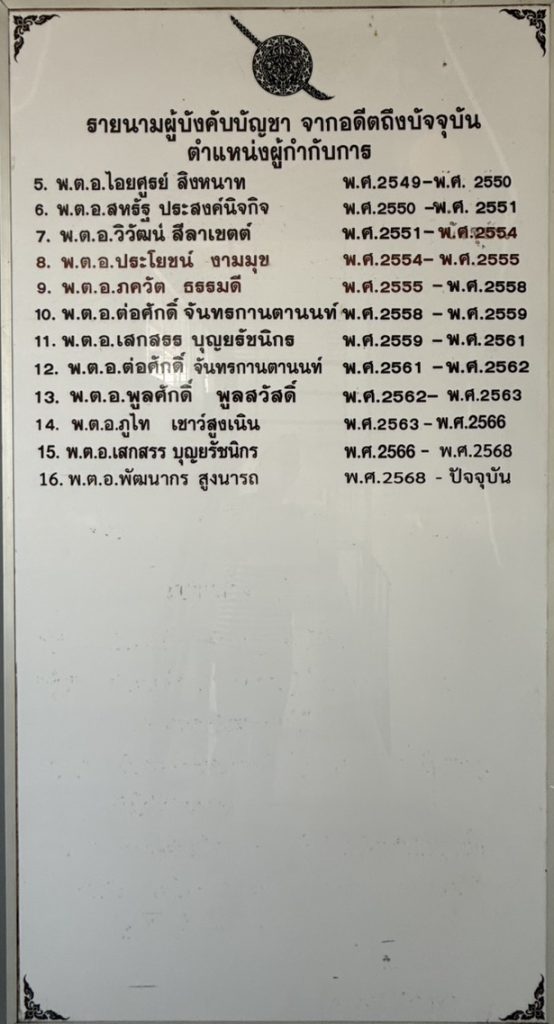 รายนามผู้บังคับบัญชา จากอดีตถึงปัจจุบัน
ตำแหน่งผู้กำกับการ
5. พ.ต.อ.ไอยศูรย์ สิงหนาท พ.ศ.2549-พ.ศ. 2550
6. พ.ต.อ.สหรัฐ ประสงค์นิจกิจ พ.ศ.2550 -พ.ศ. 2551
7. พ.ต.อ.วิวัฒน์ สีลาเขตต์ พ.ศ.2551- พ.ศ.2554
8. พ.ต.อ.ประโยชน์ งามมุข พ.ศ.2554- พ.ศ.2555
9. พ.ต.อ.ภควัต ธรรมดี พ.ศ.2555 -พ.ศ.2558
10. พ.ต.อ.ต่อศักดิ์ จันทรกานตานนท์ พ.ศ.2558 -พ.ศ.2559
11. พ.ต.อ.เสกสรร บุญยรัชนิกร พ.ศ.2559 -พ.ศ.2561
12. พ.ต.อ.ต่อศักดิ์ จันทรกานตานนท์ พ.ศ.2561 -พ.ศ.2562
13. พ.ต.อ.พูลศักดิ์ พูลสวัสดิ์ พ.ศ.2562- พ.ศ.2563
14. พ.ต.อ.ภูไท เชาว์สูงเนิน พ.ศ.2563 -พ.ศ.2566
15. พ.ต.อ.เสกสรร บุญยรัชนิกร พ.ศ.2566 - พ.ศ.2568
16. พ.ต.อ.พัฒนากร สูงนารถ พ.ศ.2568 - ปัจจุบัน